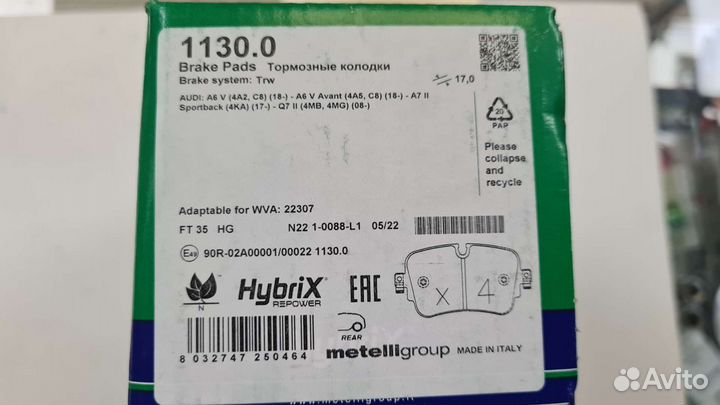 1130.0
Brake Pads Тормозные колодки
Brake system: Trw
17,0
AUDI: A6 V (4A2, C8) (18-) - A6 V Avant (4A5, C8) (18-) - A7 II
Sportback (4KA) (17-) - Q7 II (4MB, 4MG) (08-)
20
PAP
Please
collapse
and
recycle
Adaptable for WVA: 22307
FT 35 HG N22 1-0088-L1 05/22
E49 90R-02A00001/00022 1130.0
N
HybriX
REPOWER
EAC
x 4
REAR
8 032747 250464
metelligroup MADE IN ITALY
www.metelligroup.it
Avito